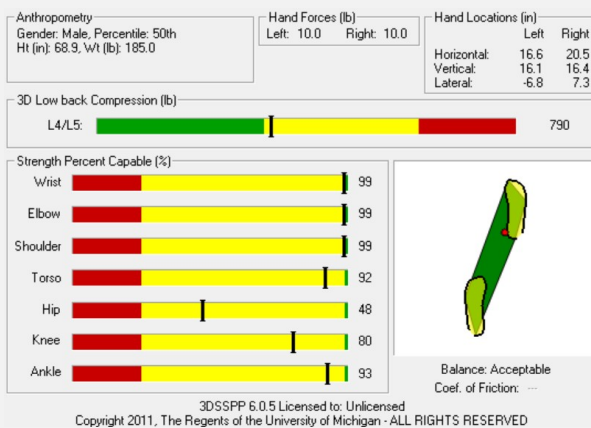 Anthropometry
Gender: Male, Percentile: 50th
Ht (in): 68.9, Wt (lb): 185.0
Hand Forces (lb)
Left: 10.0 Right: 10.0
Hand Locations (in)
Left Right
Horizontal: 16.6 20.5
Vertical: 16.1 16.4
Lateral: -6.8 7.3
3D Low back Compression (lb)
L4/L5: 790
Strength Percent Capable (%)
Wrist 99
Elbow 99
Shoulder 99
Torso 92
Hip 48
Knee 80
Ankle 93
Balance: Acceptable
Coef. of Friction: ---
3DSSPP 6.0.5 Licensed to: Unlicensed
Copyright 2011, The Regents of the University of Michigan - ALL RIGHTS RESERVED